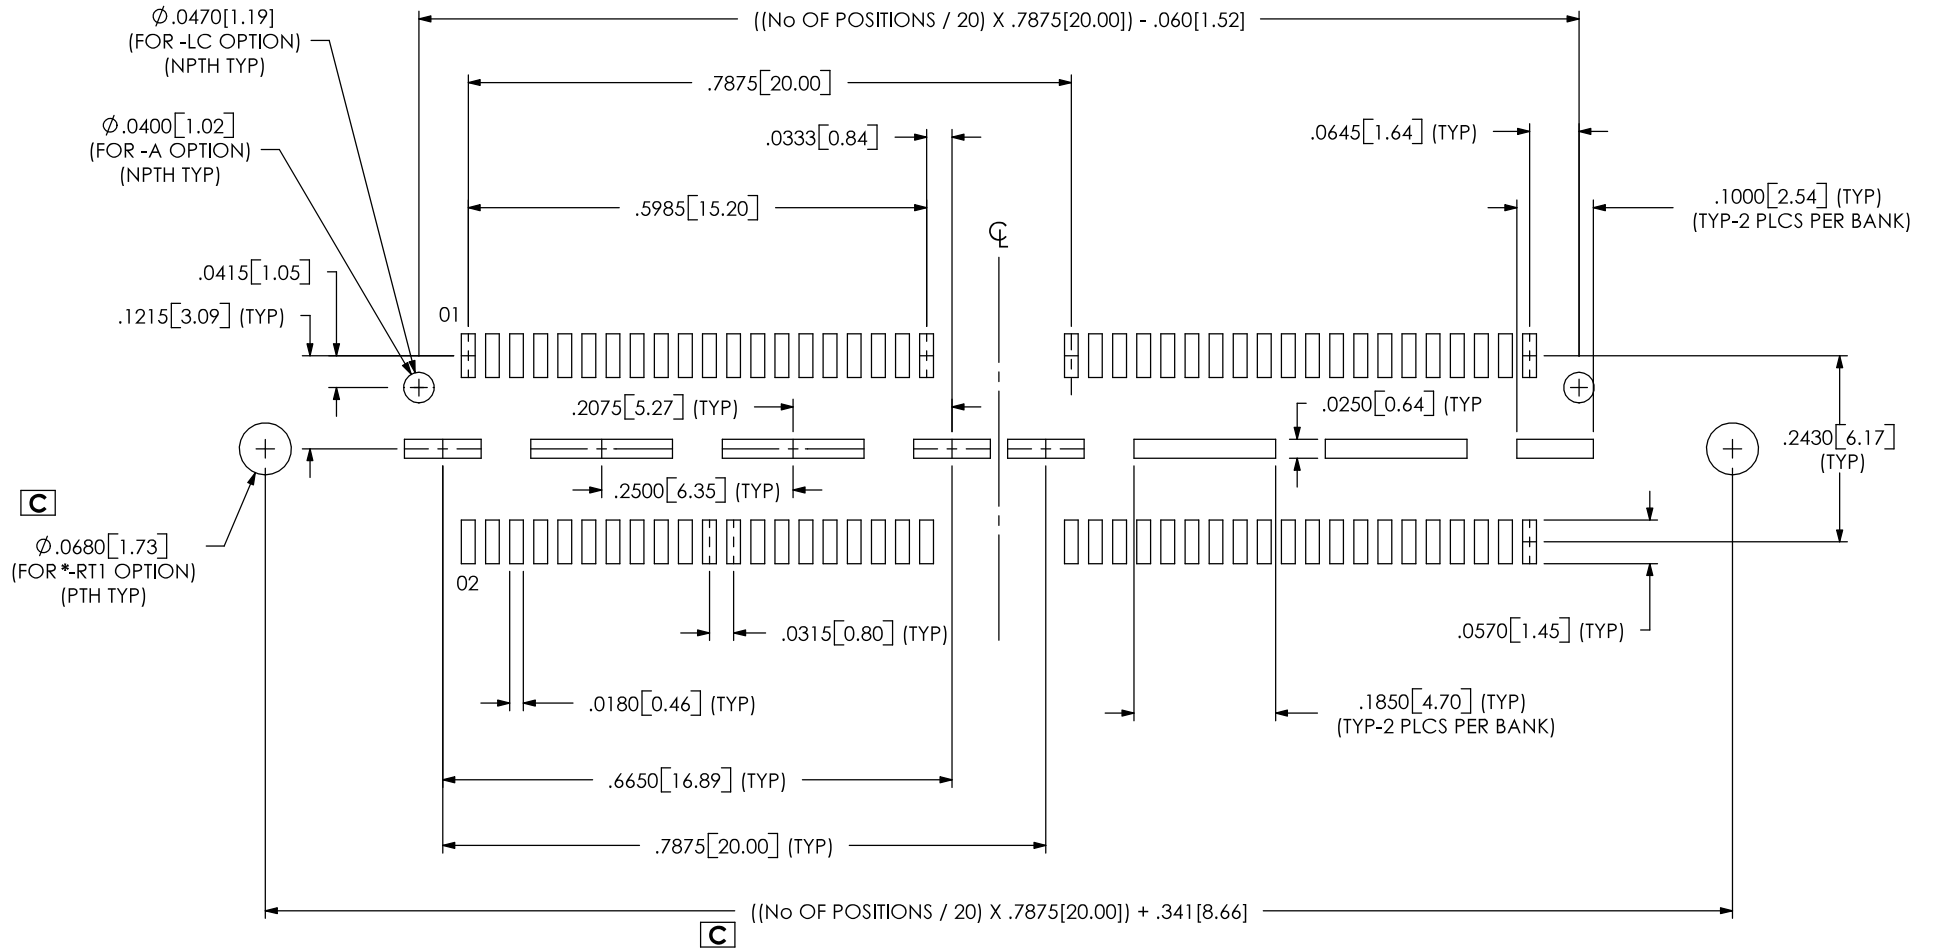 Ø.0470[1.19]
(FOR -LC OPTION)
(NPTH TYP)
((No OF POSITIONS / 20) X .7875[20.00]) - .060[1.52]
.7875[20.00]
Ø.0400[1.02]
(FOR -A OPTION)
(NPTH TYP)
.0333[0.84]
.0645[1.64] (TYP)
.5985[15.20]
.1000[2.54] (TYP)
(TYP-2 PLCS PER BANK)
℄
.0415[1.05]
.1215[3.09] (TYP)
01
.2075[5.27] (TYP)
.0250[0.64] (TYP
.2430[6.17]
(TYP)
.2500[6.35] (TYP)
C
Ø.0680[1.73]
(FOR *-RT1 OPTION)
(PTH TYP)
02
.0315[0.80] (TYP)
.0570[1.45] (TYP)
.0180[0.46] (TYP)
.1850[4.70] (TYP)
(TYP-2 PLCS PER BANK)
.6650[16.89] (TYP)
.7875[20.00] (TYP)
((No OF POSITIONS / 20) X .7875[20.00]) + .341[8.66]
C